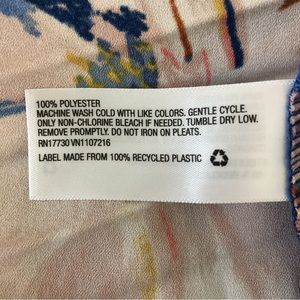 100% POLYESTER
MACHINE WASH COLD WITH LIKE COLORS. GENTLE CYCLE.
ONLY NON-CHLORINE BLEACH IF NEEDED. TUMBLE DRY LOW.
REMOVE PROMPTLY. DO NOT IRON ON PLEATS.
RN17730 VN1107216
LABEL MADE FROM 100% RECYCLED PLASTIC